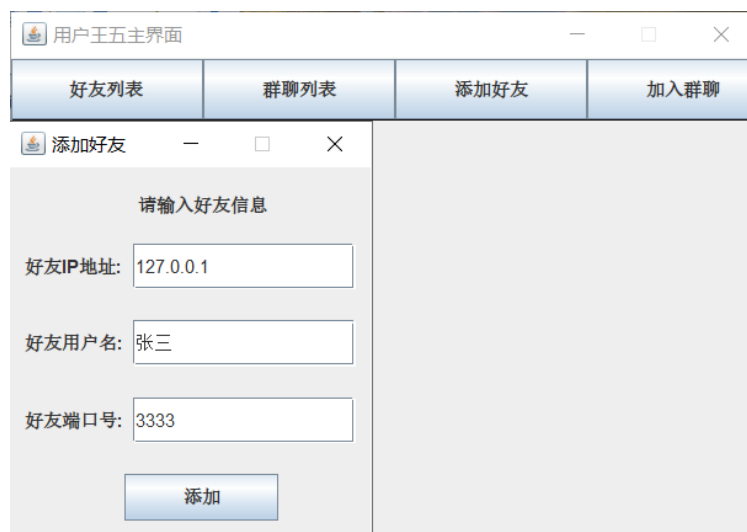 用户王五主界面
好友列表 群聊列表 添加好友 加入群聊
添加好友
请输入好友信息
好友IP地址: 127.0.0.1
好友用户名: 张三
好友端口号: 3333
添加